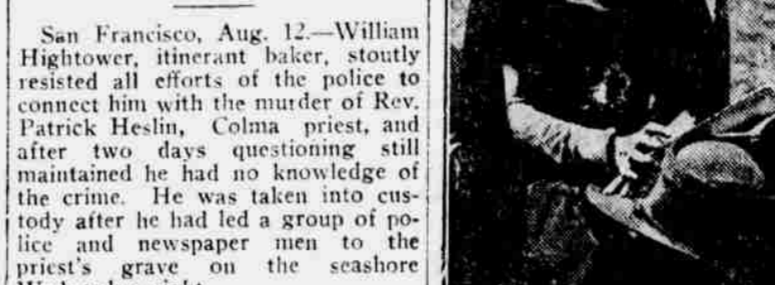 San Francisco, Aug. 12.—William
Hightower, itinerant baker, stoutly
resisted all efforts of the police to
connect him with the murder of Rev.
Patrick Heslin, Colma priest, and
after two days questioning still
maintained he had no knowledge of
the crime. He was taken into cus-
tody after he had led a group of po-
lice and newspaper men to the
priest's grave on the seashore